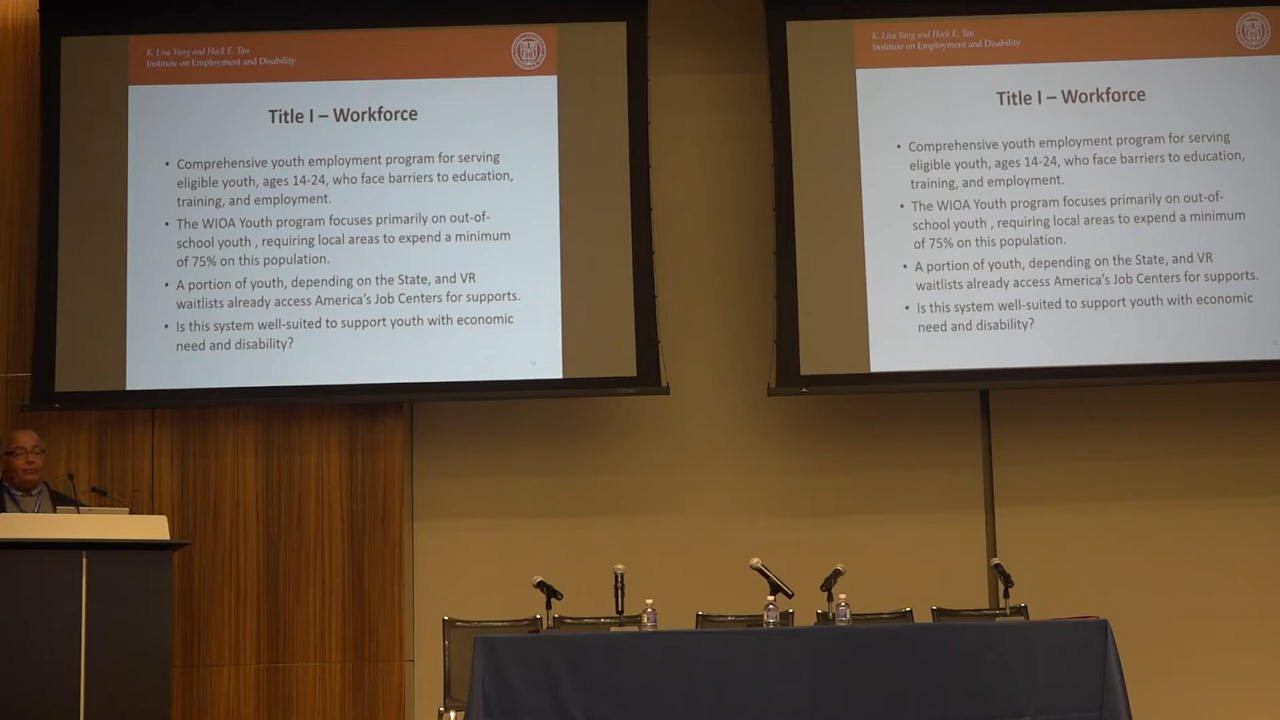 K. Lisa Yang and Hock E. Tan
Institute on Employment and Disability
Title I – Workforce
• Comprehensive youth employment program for serving
eligible youth, ages 14-24, who face barriers to education,
training, and employment.
• The WIOA Youth program focuses primarily on out-of-
school youth , requiring local areas to expend a minimum
of 75% on this population.
• A portion of youth, depending on the State, and VR
waitlists already access America's Job Centers for supports.
• Is this system well-suited to support youth with economic
need and disability?
K. Lisa Yang and Hock E. Tan
Institute on Employment and Disability
Title I – Workforce
• Comprehensive youth employment program for serving
eligible youth, ages 14-24, who face barriers to education,
training, and employment.
• The WIOA Youth program focuses primarily on out-of-
school youth , requiring local areas to expend a minimum
of 75% on this population.
• A portion of youth, depending on the State, and VR
waitlists already access America's Job Centers for supports.
• Is this system well-suited to support youth with economic
need and disability?